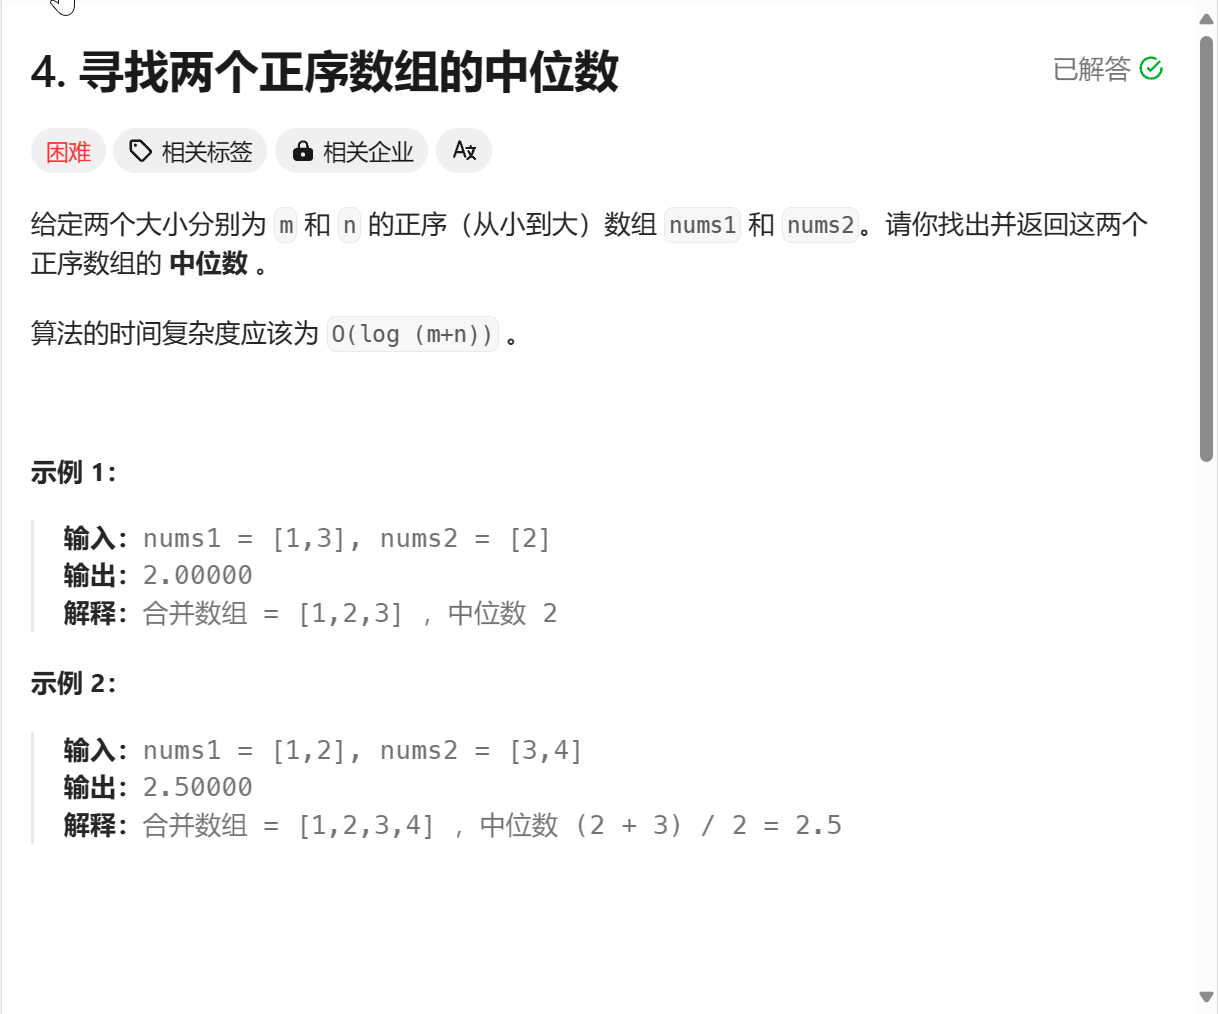 4. 寻找两个正序数组的中位数
已解答
困难 相关标签 相关企业
给定两个大小分别为 m 和 n 的正序（从小到大）数组 nums1 和 nums2。请你找出并返回这两个
正序数组的 中位数 。
算法的时间复杂度应该为 O(log (m+n)) 。
示例 1：
输入：nums1 = [1,3], nums2 = [2]
输出：2.00000
解释：合并数组 = [1,2,3] ，中位数 2
示例 2：
输入：nums1 = [1,2], nums2 = [3,4]
输出：2.50000
解释：合并数组 = [1,2,3,4] ，中位数 (2 + 3) / 2 = 2.5